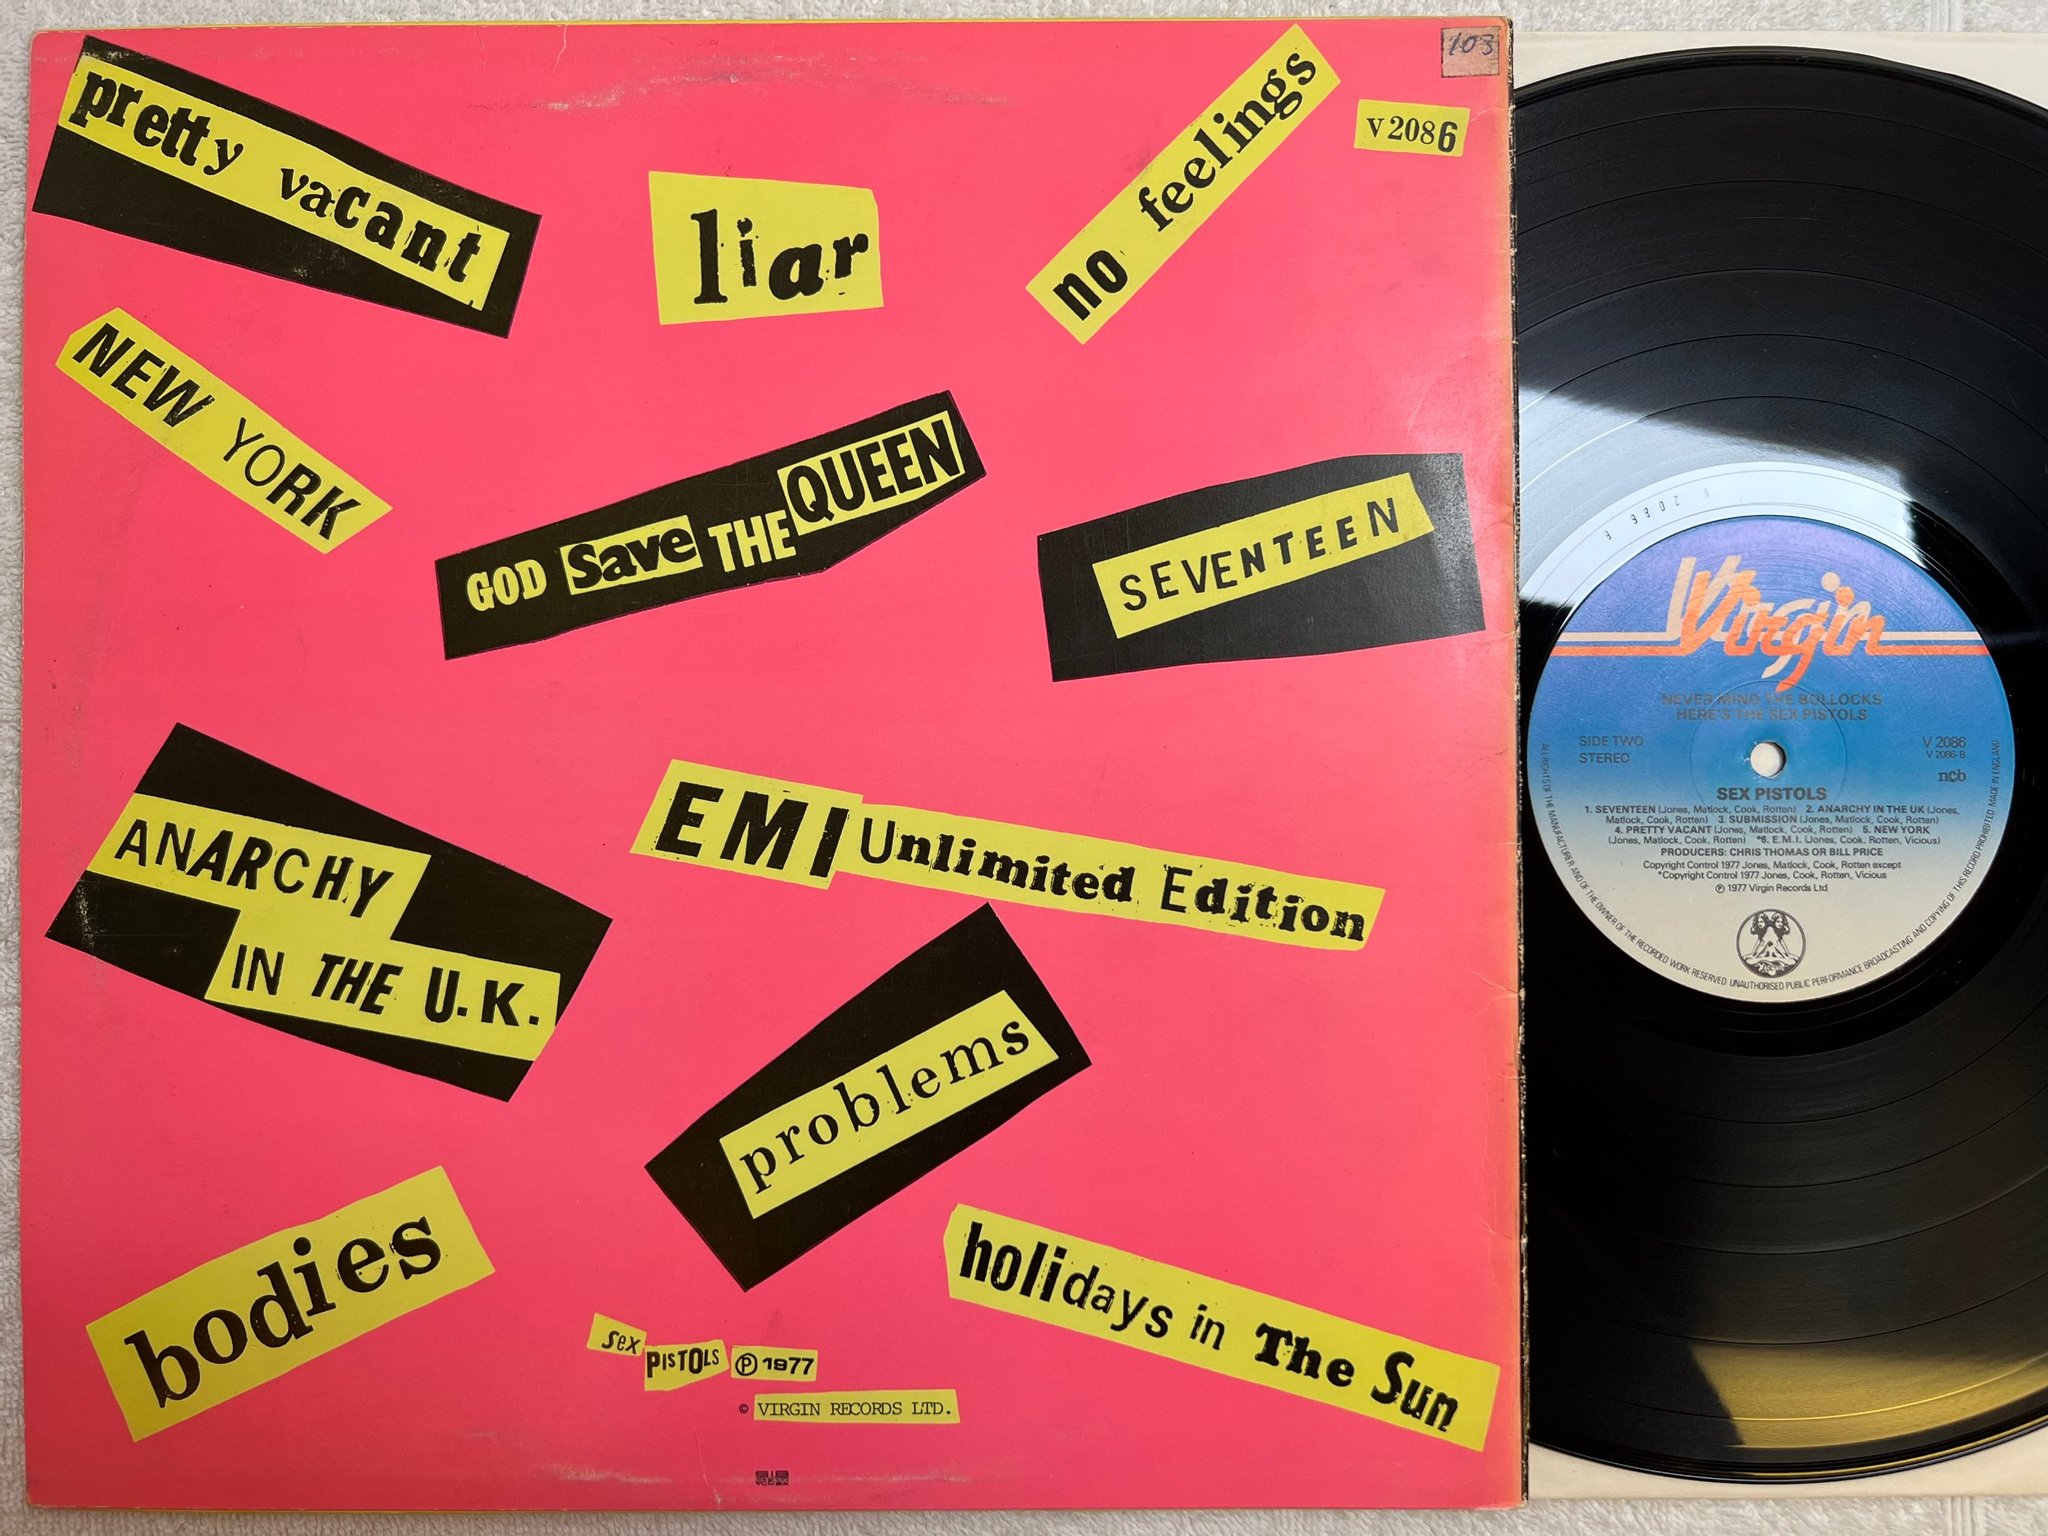 103
V 2086
pretty vacant
liar
no feelings
NEW YORK
GOD Save THE QUEEN
SEVENTEEN
ANARCHY
IN THE U.K.
EMI Unlimited Edition
problems
bodies
holidays in The Sun
sex PISTOLS ℗ 1977
© VIRGIN RECORDS LTD.
Virgin
NEVER MIND THE BOLLOCKS
HERE'S THE SEX PISTOLS
SIDE TWO
STEREO
V 2086
V 2086-B
ncb
SEX PISTOLS
1. SEVENTEEN (Jones, Matlock, Cook, Rotten) 2. ANARCHY IN THE UK (Jones,
Matlock, Cook, Rotten) 3. SUBMISSION (Jones, Matlock, Cook, Rotten)
4. PRETTY VACANT (Jones, Matlock, Cook, Rotten) 5. NEW YORK
(Jones, Matlock, Cook, Rotten) *6. E.M.I. (Jones, Cook, Rotten, Vicious)
PRODUCERS: CHRIS THOMAS OR BILL PRICE
Copyright Control 1977 Jones, Matlock, Cook, Rotten except
*Copyright Control 1977 Jones, Cook, Rotten, Vicious
℗ 1977 Virgin Records Ltd
ALL RIGHTS OF THE MANUFACTURER AND OF THE OWNER OF THE RECORDED WORK RESERVED. UNAUTHORISED PUBLIC PERFORMANCE BROADCASTING AND COPYING OF THIS RECORD PROHIBITED. MADE IN ENGLAND